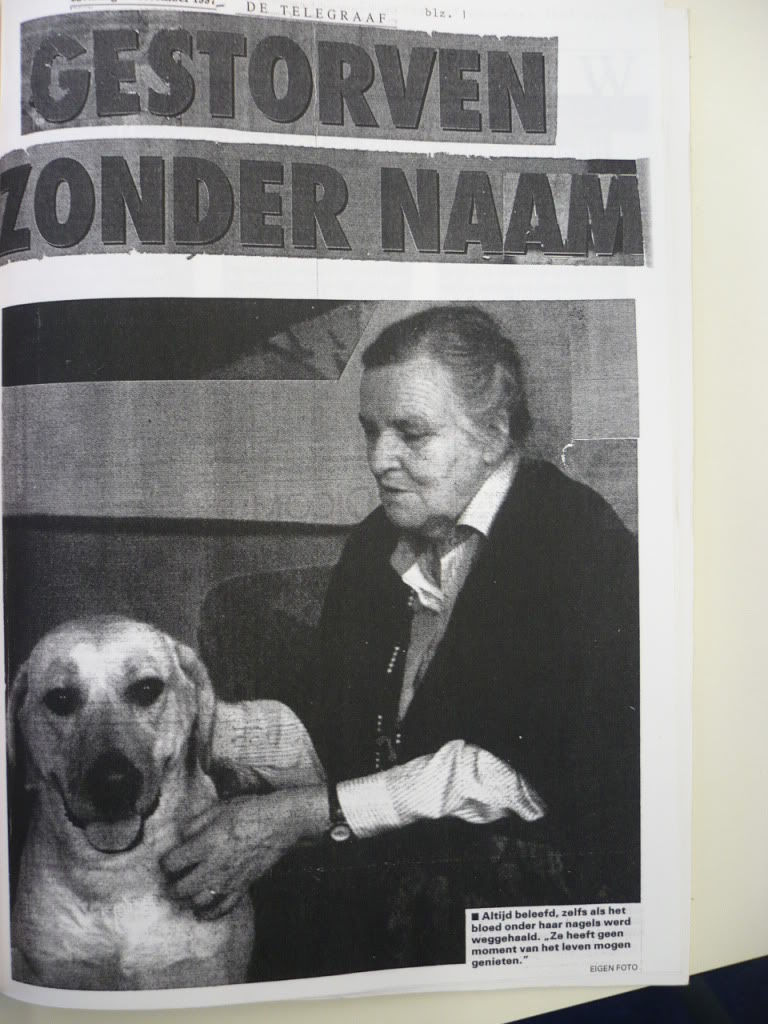 DE TELEGRAAF blz. 1
GESTORVEN
ZONDER NAAM
■ Altijd beleefd, zelfs als het
bloed onder haar nagels werd
weggehaald. „Ze heeft geen
moment van het leven mogen
genieten.”
EIGEN FOTO